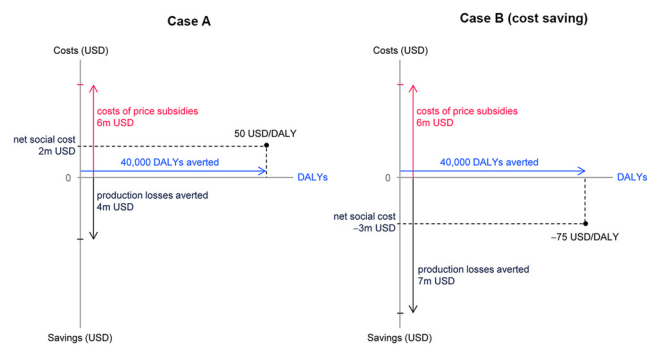 Case A
Costs (USD)
costs of price subsidies
6m USD
net social cost
2m USD
50 USD/DALY
40,000 DALYs averted
0
DALYs
production losses averted
4m USD
Savings (USD)
Case B (cost saving)
Costs (USD)
costs of price subsidies
6m USD
40,000 DALYs averted
0
DALYs
net social cost
−3m USD
−75 USD/DALY
production losses averted
7m USD
Savings (USD)